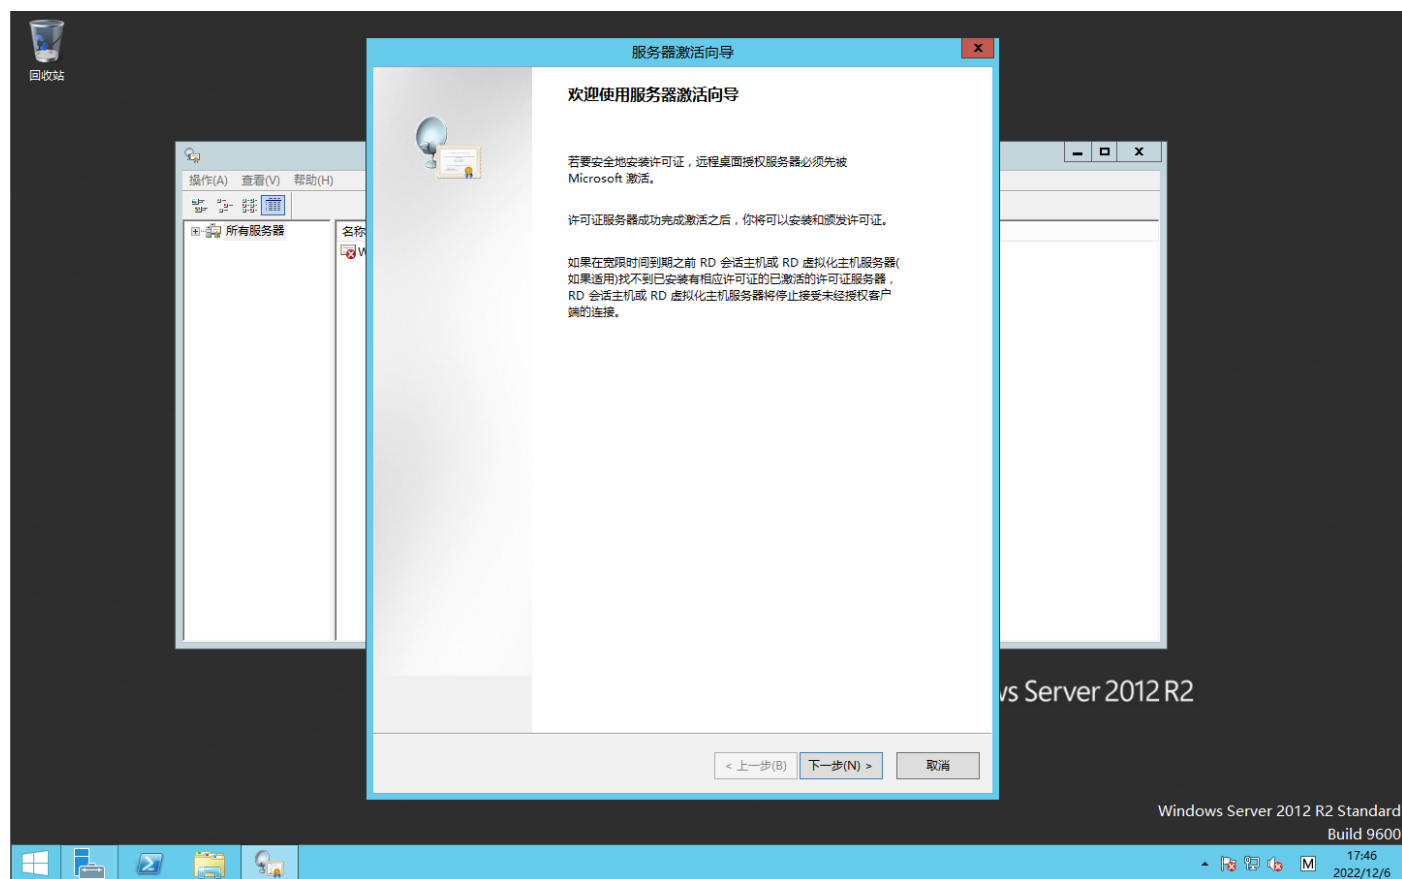 回收站
服务器激活向导
欢迎使用服务器激活向导
若要安全地安装许可证，远程桌面授权服务器必须先被
Microsoft 激活。
许可证服务器成功完成激活之后，你将可以安装和颁发许可证。
如果在宽限时间到期之前 RD 会话主机或 RD 虚拟化主机服务器(
如果适用)找不到已安装有相应许可证的已激活的许可证服务器，
RD 会话主机或 RD 虚拟化主机服务器将停止接受未经授权客户
端的连接。
< 上一步(B) 下一步(N) > 取消
操作(A) 查看(V) 帮助(H)
所有服务器
名称
W
Server 2012 R2
Windows Server 2012 R2 Standard
Build 9600
M
17:46
2022/12/6